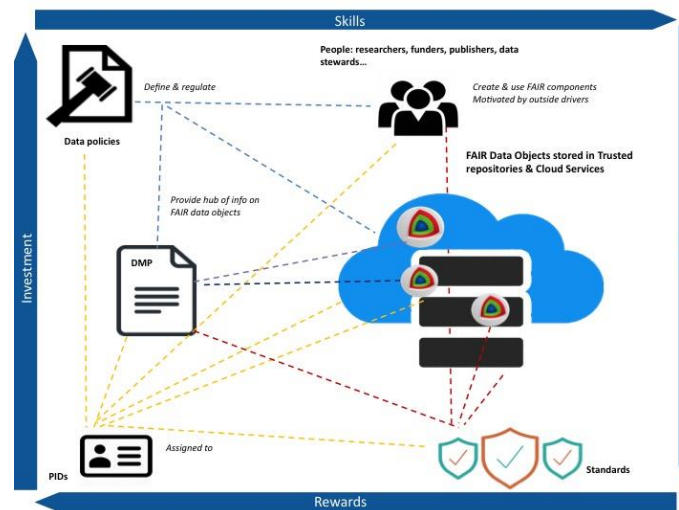 Skills
People: researchers, funders, publishers, data
stewards...
Define & regulate
Create & use FAIR components
Motivated by outside drivers
Data policies
FAIR Data Objects stored in Trusted
repositories & Cloud Services
Provide hub of info on
FAIR data objects
DMP
Investment
Assigned to
PIDs
Standards
Rewards